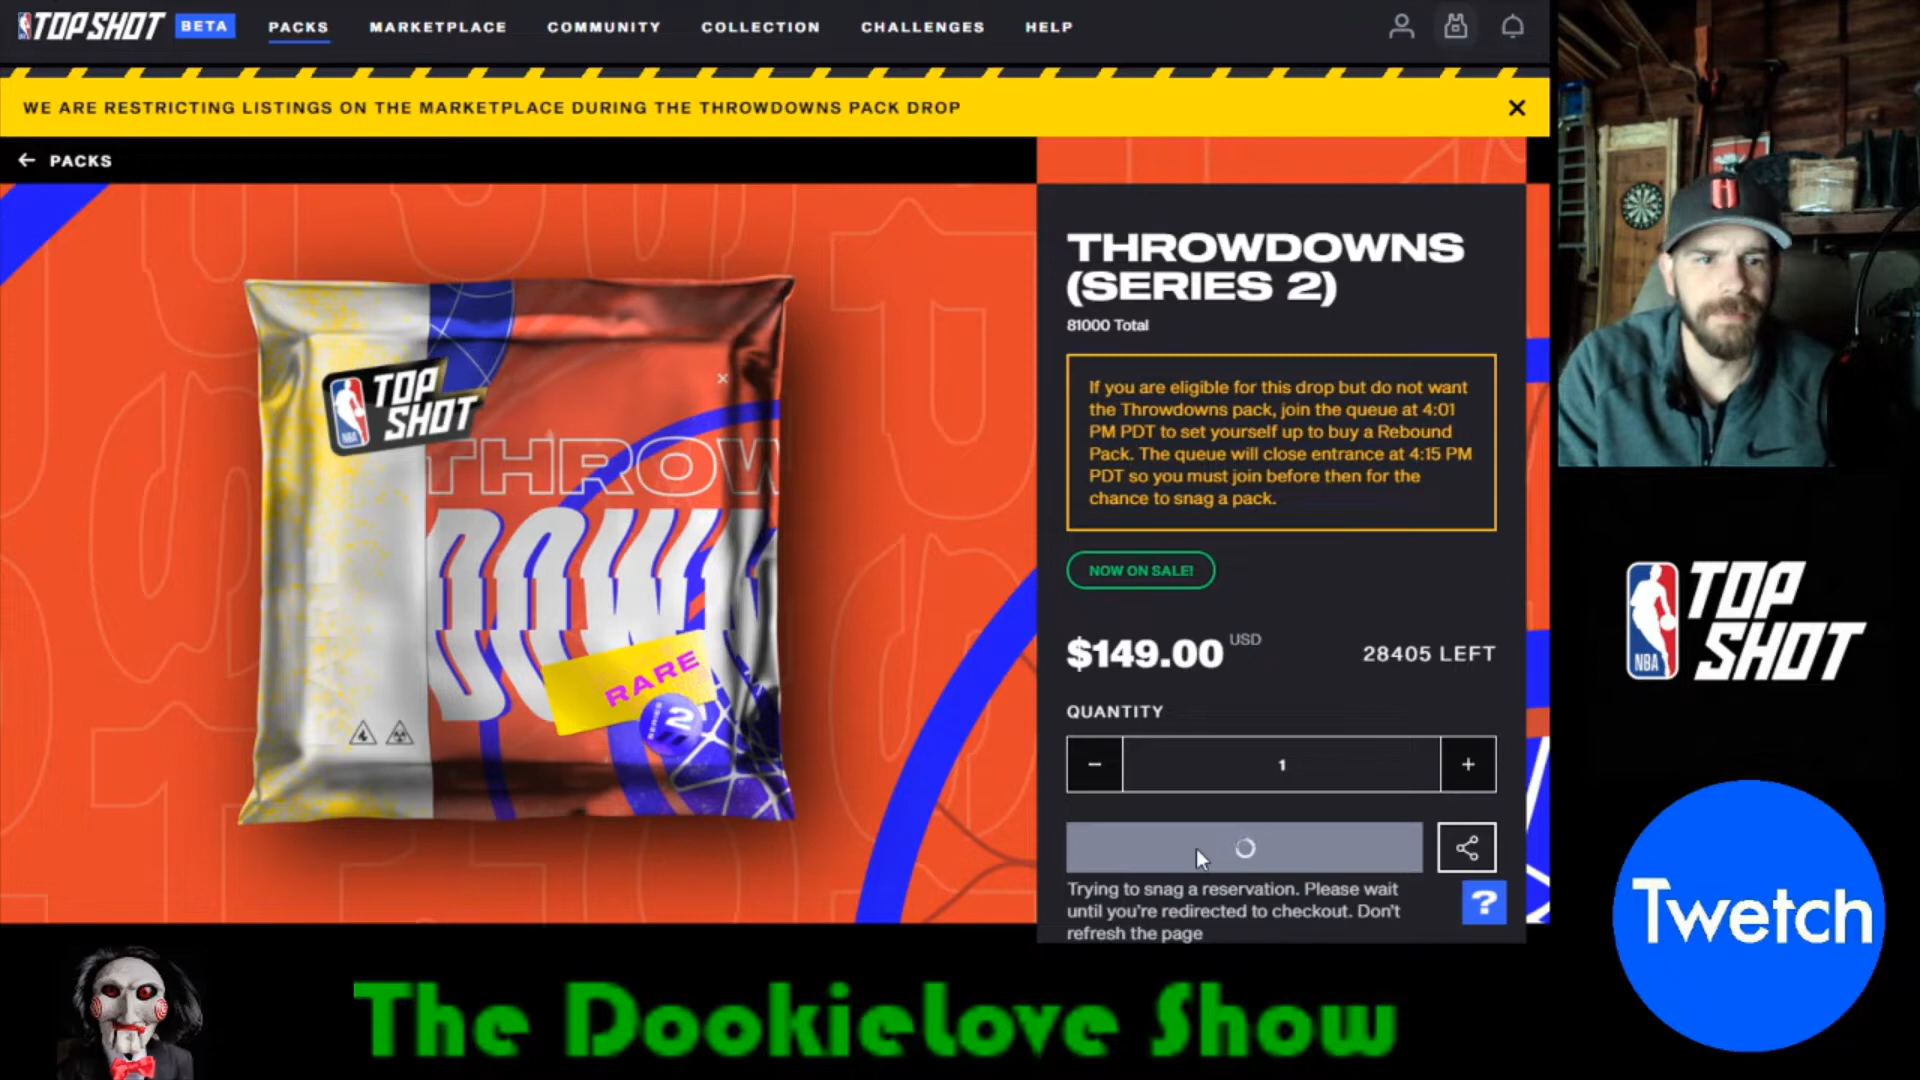 TOP SHOT BETA PACKS MARKETPLACE COMMUNITY COLLECTION CHALLENGES HELP
WE ARE RESTRICTING LISTINGS ON THE MARKETPLACE DURING THE THROWDOWNS PACK DROP
← PACKS
THROWDOWNS
(SERIES 2)
81000 Total
If you are eligible for this drop but do not want
the Throwdowns pack, join the queue at 4:01
PM PDT to set yourself up to buy a Rebound
Pack. The queue will close entrance at 4:15 PM
PDT so you must join before then for the
chance to snag a pack.
NOW ON SALE!
$149.00 USD
28405 LEFT
QUANTITY
− 1 +
Trying to snag a reservation. Please wait
until you're redirected to checkout. Don't
refresh the page
?
NBA
TOP
SHOT
THROW
DOWN
RARE
SERIES
2
NBA
TOP
SHOT
Twetch
The DookieLove Show